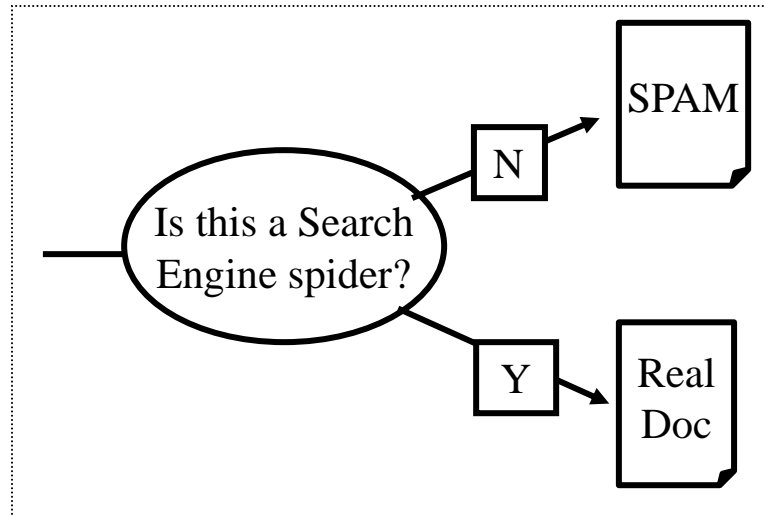 SPAM
N
Is this a Search
Engine spider?
Y
Real
Doc